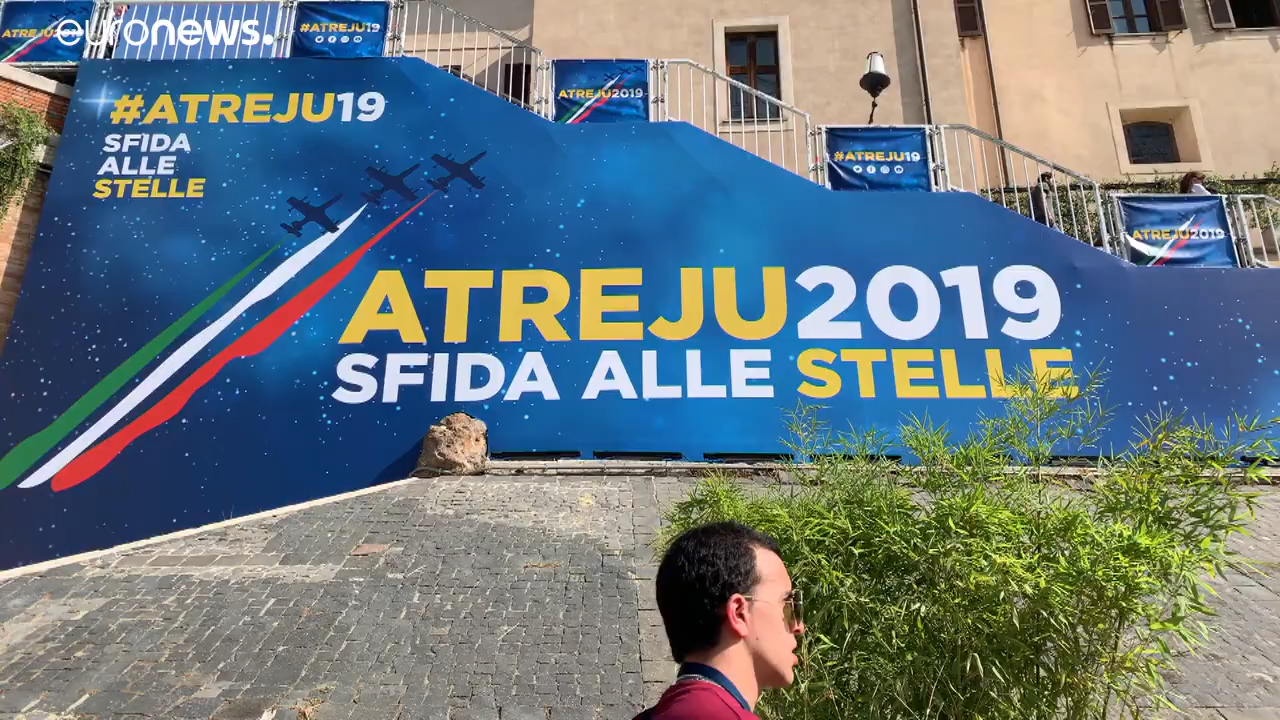 euronews.
#ATREJU19
ATREJU2019
#ATREJU19
ATREJU2019
#ATREJU19
SFIDA
ALLE
STELLE
ATREJU2019
SFIDA ALLE STELLE